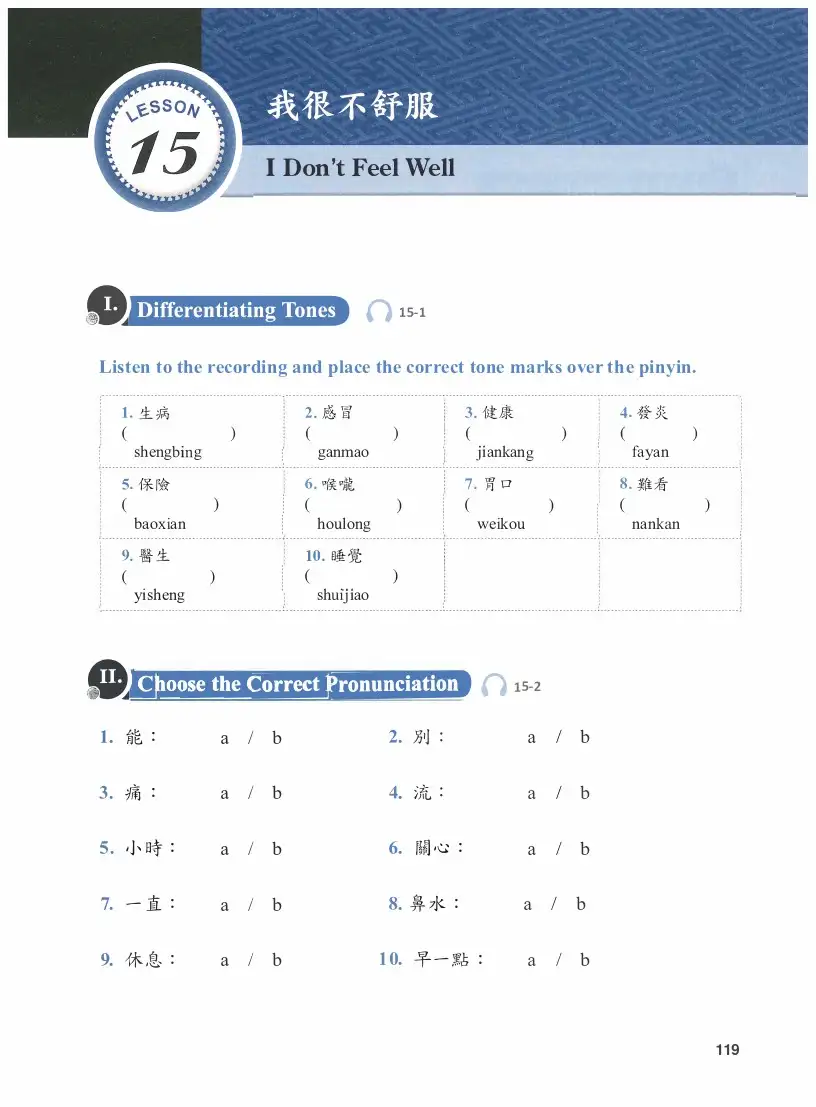 LESSON
15
我很不舒服
I Don't Feel Well
I. Differentiating Tones 15-1
Listen to the recording and place the correct tone marks over the pinyin.
1. 生病 2. 感冒 3. 健康 4. 發炎
( ) ( ) ( ) ( )
shengbing ganmao jiankang fayan
5. 保險 6. 喉嚨 7. 胃口 8. 難看
( ) ( ) ( ) ( )
baoxian houlong weikou nankan
9. 醫生 10. 睡覺
( ) ( )
yisheng shuijiao
II. Choose the Correct Pronunciation 15-2
1. 能： a / b 2. 別： a / b
3. 痛： a / b 4. 流： a / b
5. 小時： a / b 6. 關心： a / b
7. 一直： a / b 8. 鼻水： a / b
9. 休息： a / b 10. 早一點： a / b
119